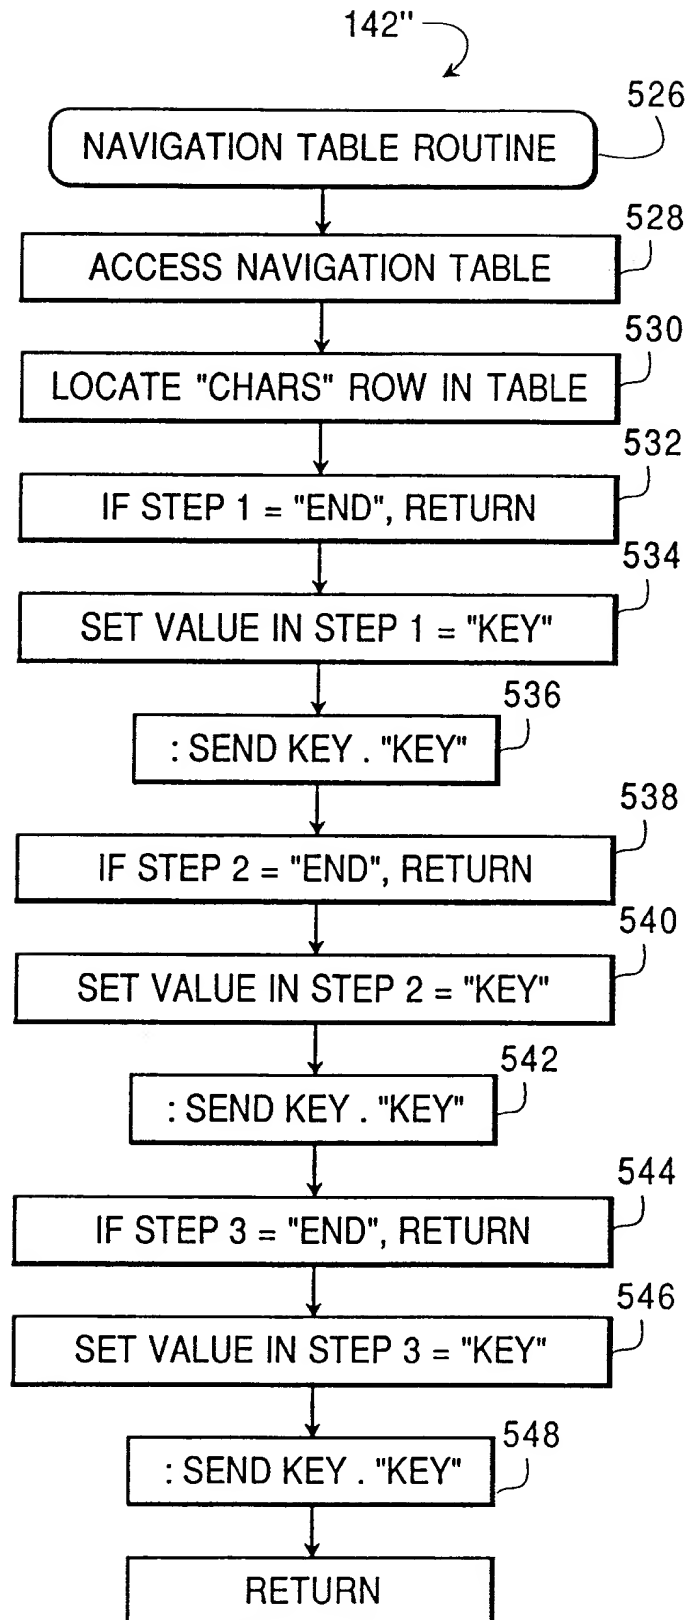 142"
526
NAVIGATION TABLE ROUTINE
528
ACCESS NAVIGATION TABLE
530
LOCATE "CHARS" ROW IN TABLE
532
IF STEP 1 = "END", RETURN
534
SET VALUE IN STEP 1 = "KEY"
536
: SEND KEY . "KEY"
538
IF STEP 2 = "END", RETURN
540
SET VALUE IN STEP 2 = "KEY"
542
: SEND KEY . "KEY"
544
IF STEP 3 = "END", RETURN
546
SET VALUE IN STEP 3 = "KEY"
548
: SEND KEY . "KEY"
RETURN